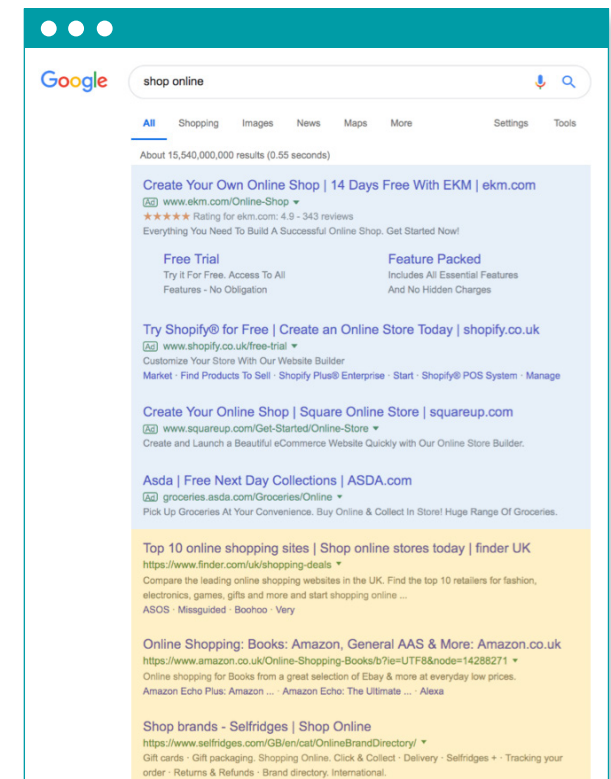 Google
shop online
All Shopping Images News Maps More Settings Tools
About 15,540,000,000 results (0.55 seconds)
Create Your Own Online Shop | 14 Days Free With EKM | ekm.com
Ad www.ekm.com/Online-Shop
Rating for ekm.com: 4.9 - 343 reviews
Everything You Need To Build A Successful Online Shop. Get Started Now!
Free Trial
Try it For Free. Access To All
Features - No Obligation
Feature Packed
Includes All Essential Features
And No Hidden Charges
Try Shopify® for Free | Create an Online Store Today | shopify.co.uk
Ad www.shopify.co.uk/free-trial
Customize Your Store With Our Website Builder
Market · Find Products To Sell · Shopify Plus® Enterprise · Start · Shopify® POS System · Manage
Create Your Online Shop | Square Online Store | squareup.com
Ad www.squareup.com/Get-Started/Online-Store
Create and Launch a Beautiful eCommerce Website Quickly with Our Online Store Builder.
Asda | Free Next Day Collections | ASDA.com
Ad groceries.asda.com/Groceries/Online
Pick Up Groceries At Your Convenience. Buy Online & Collect In Store! Huge Range Of Groceries.
Top 10 online shopping sites | Shop online stores today | finder UK
https://www.finder.com/uk/shopping-deals
Compare the leading online shopping websites in the UK. Find the top 10 retailers for fashion,
electronics, games, gifts and more and start shopping online ...
ASOS · Missguided · Boohoo · Very
Online Shopping: Books: Amazon, General AAS & More: Amazon.co.uk
https://www.amazon.co.uk/Online-Shopping-Books/b?ie=UTF8&node=14288271
Online shopping for Books from a great selection of Ebay & more at everyday low prices.
Amazon Echo Plus: Amazon ... · Amazon Echo: The Ultimate ... · Alexa
Shop brands - Selfridges | Shop Online
https://www.selfridges.com/GB/en/cat/OnlineBrandDirectory/
Gift cards · Gift packaging. Shopping Online. Click & Collect · Delivery · Selfridges + · Tracking your
order · Returns & Refunds · Brand directory. International.